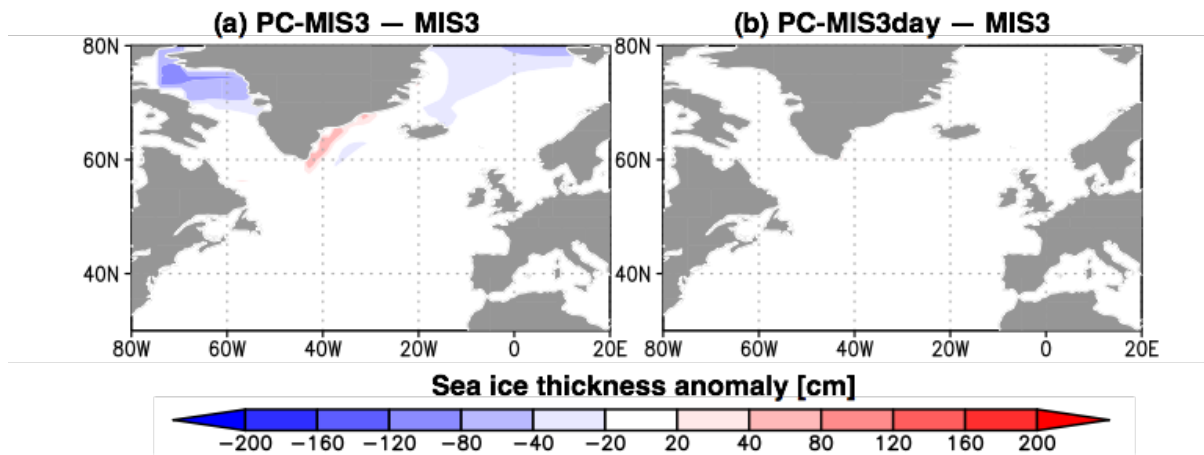 (a) PC-MIS3 — MIS3 (b) PC-MIS3day — MIS3
80N 80N
60N 60N
40N 40N
80W 60W 40W 20W 0 20E 80W 60W 40W 20W 0 20E
Sea ice thickness anomaly [cm]
−200 −160 −120 −80 −40 −20 20 40 80 120 160 200